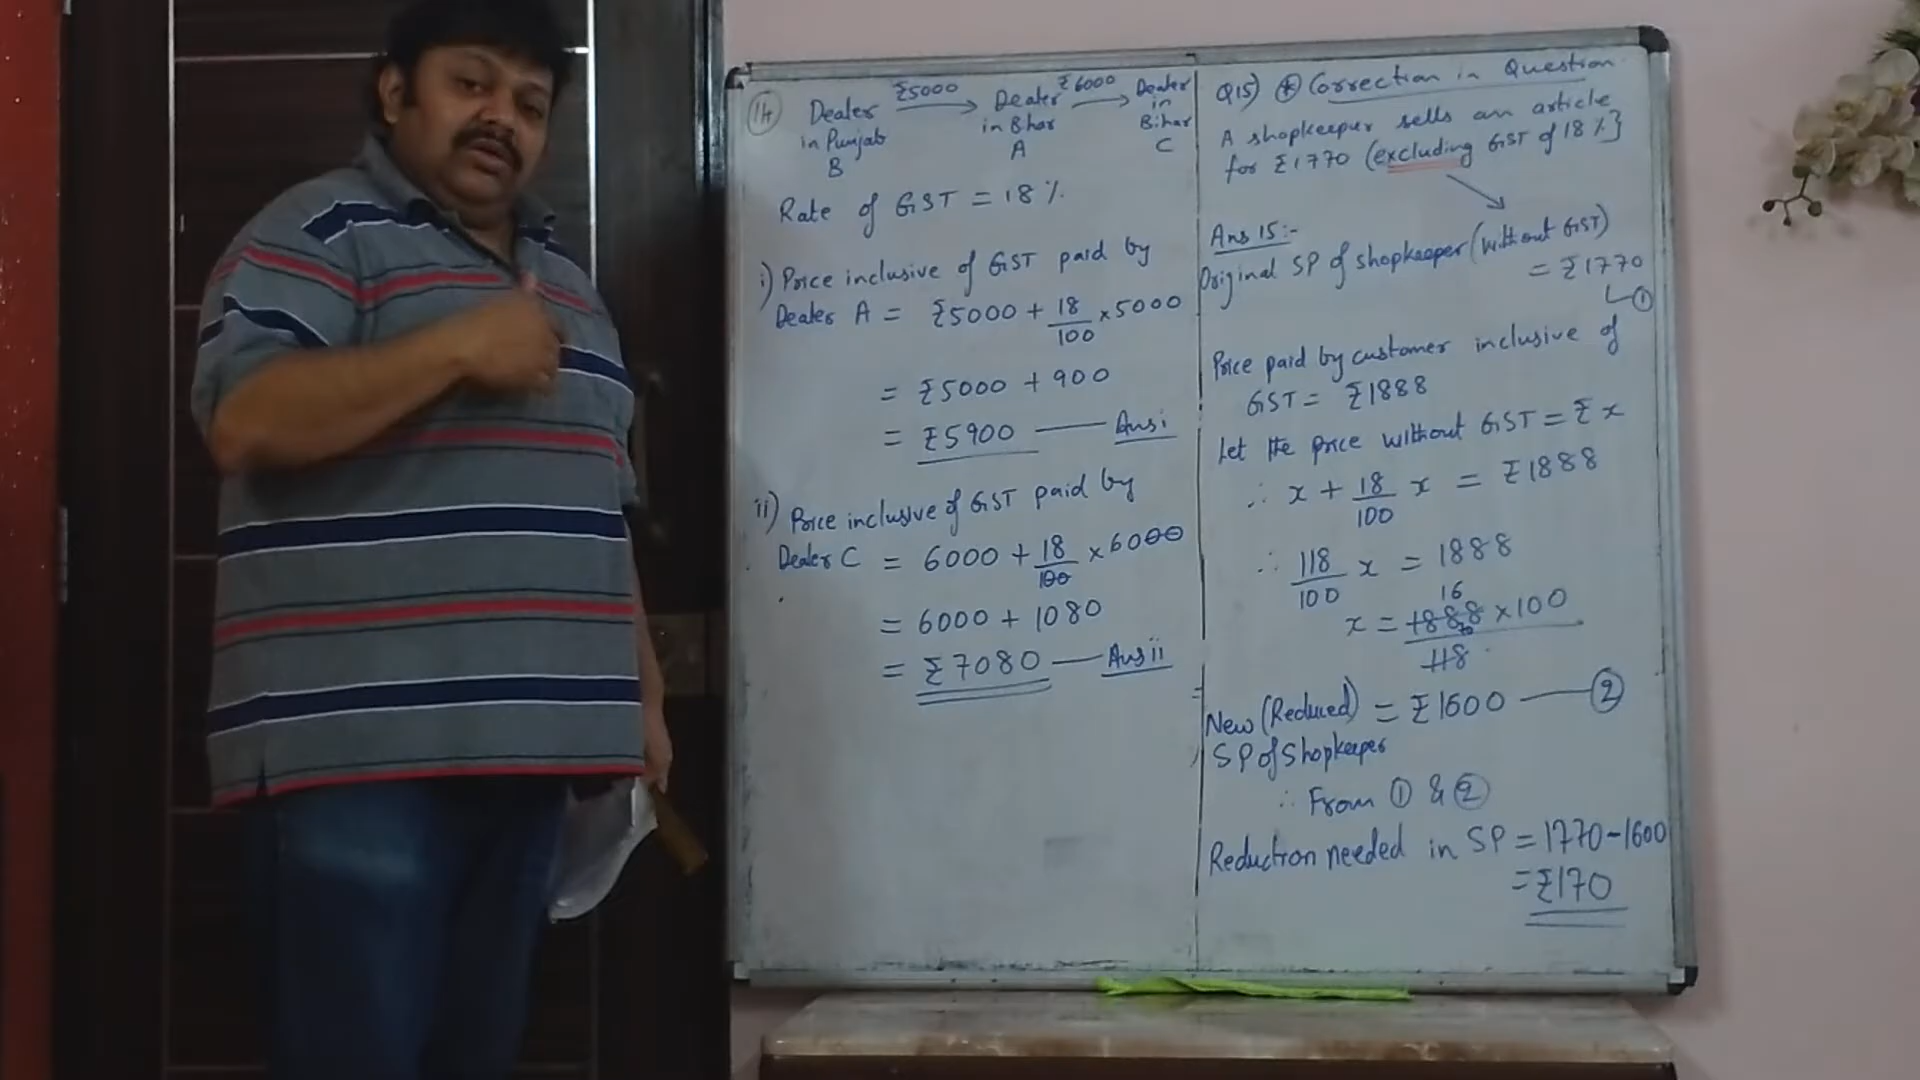 14
₹5000
₹6000
Dealer in Punjab B
Dealer in Bhar A
Dealer in Bihar C
Rate of GST = 18 %.
i) Price inclusive of GST paid by
Dealer A = ₹5000 + 18/100 × 5000
= ₹5000 + 900
= ₹5900 — Ans i
ii) Price inclusive of GST paid by
Dealer C = 6000 + 18/100 × 6000
= 6000 + 1080
= ₹7080 — Ans ii
Q15) * Correction in Question
A shopkeeper sells an article
for ₹1770 (excluding GST of 18 %}
Ans 15:-
Original SP of shopkeeper (without GST)
= ₹1770
1
Price paid by customer inclusive of
GST = ₹1888
Let the price without GST = ₹ x
∴ x + 18/100 x = ₹1888
∴ 118/100 x = 1888
16
x = 1888 × 100 / 118
New (Reduced) = ₹1600 — 2
SP of Shopkeeper
∴ From 1 & 2
Reduction needed in SP = 1770 - 1600
= ₹170